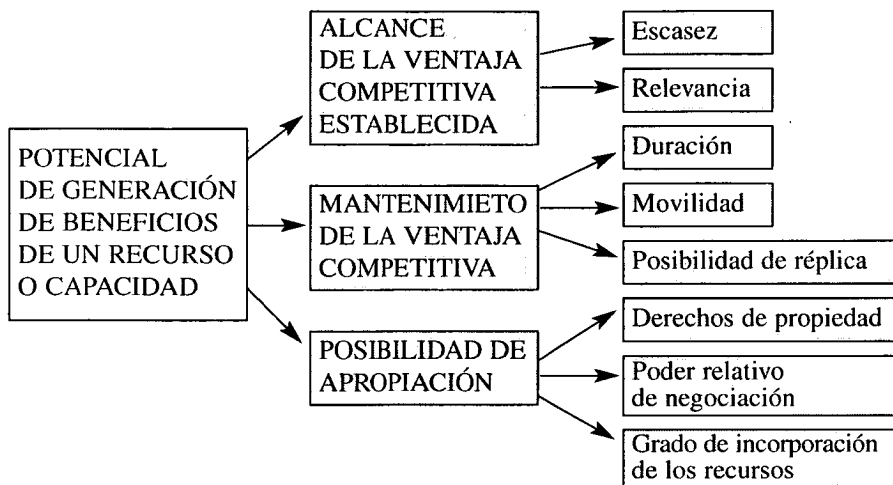 POTENCIAL
DE GENERACIÓN
DE BENEFICIOS
DE UN RECURSO
O CAPACIDAD
ALCANCE
DE LA VENTAJA
COMPETITIVA
ESTABLECIDA
Escasez
Relevancia
MANTENIMIETO
DE LA VENTAJA
COMPETITIVA
Duración
Movilidad
Posibilidad de réplica
POSIBILIDAD DE
APROPIACIÓN
Derechos de propiedad
Poder relativo
de negociación
Grado de incorporación
de los recursos